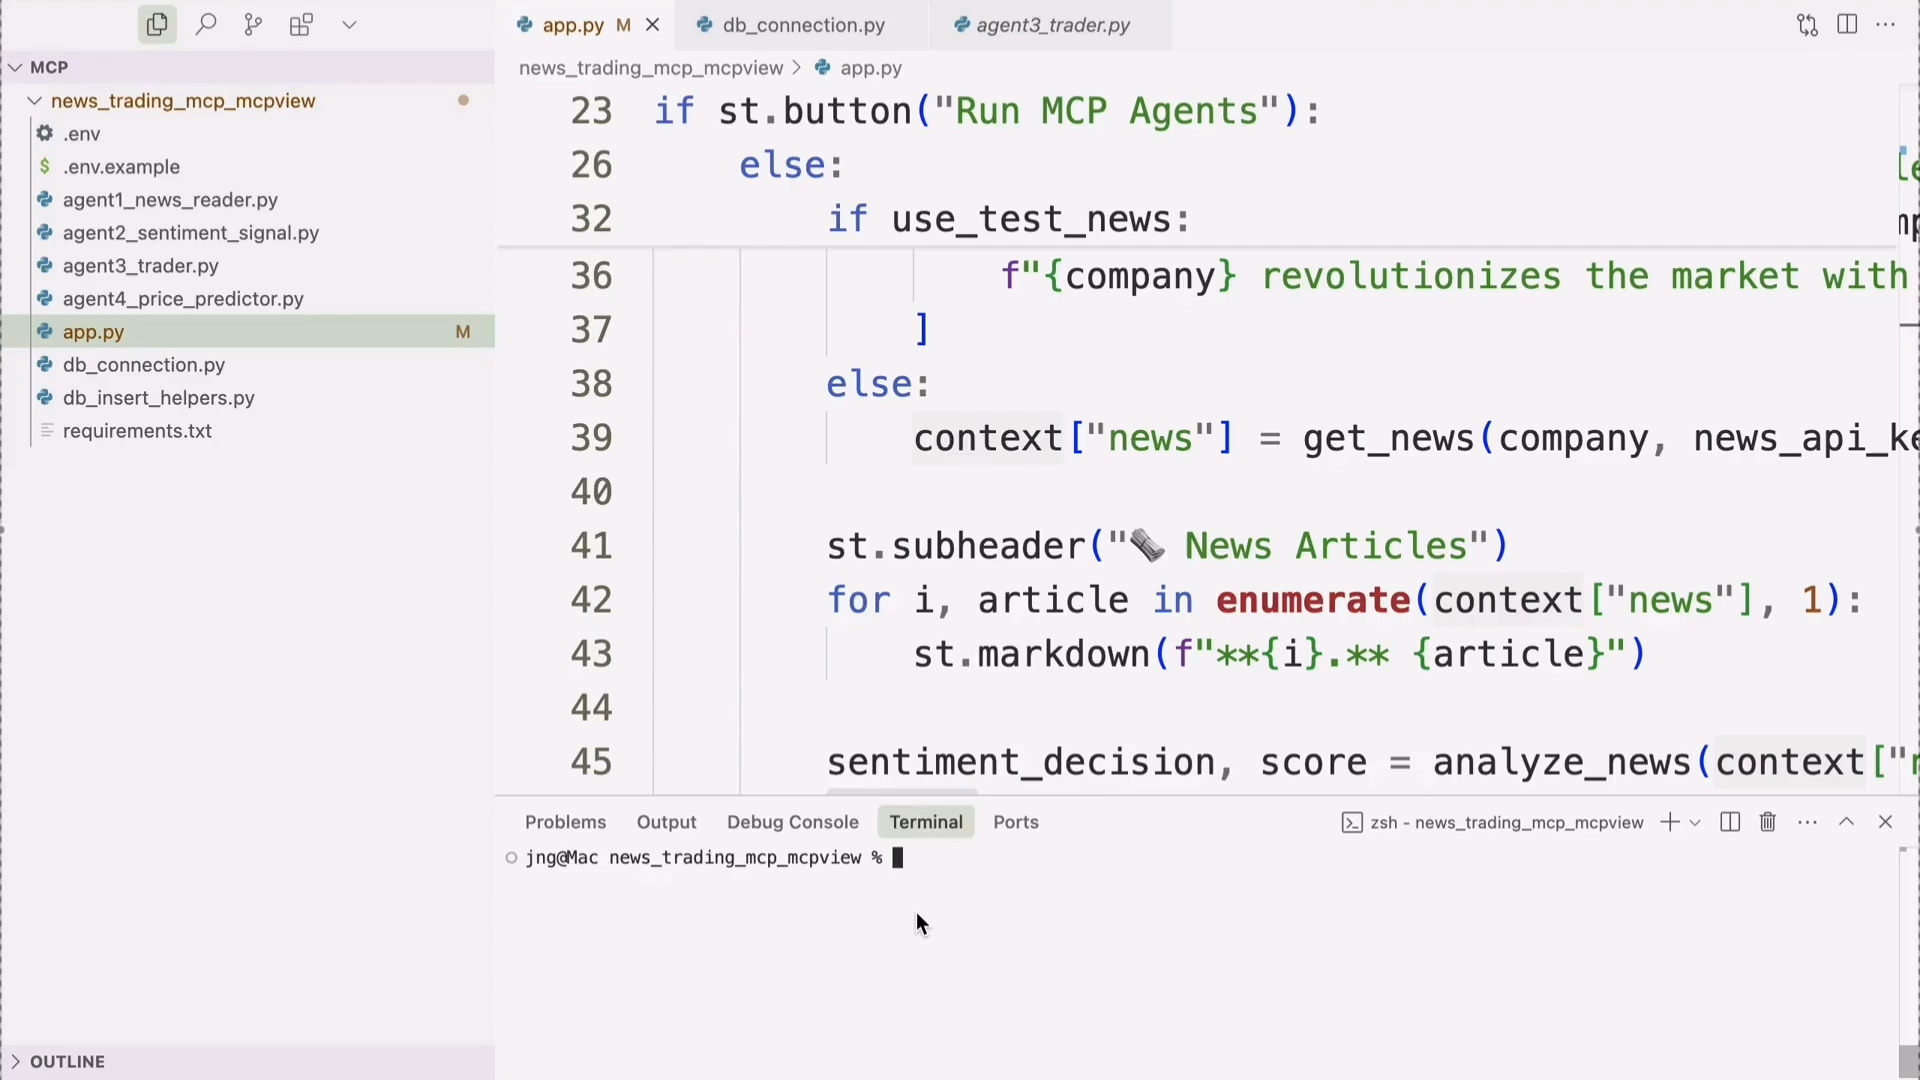 app.py M
db_connection.py
agent3_trader.py
MCP
news_trading_mcp_mcpview
.env
.env.example
agent1_news_reader.py
agent2_sentiment_signal.py
agent3_trader.py
agent4_price_predictor.py
app.py M
db_connection.py
db_insert_helpers.py
requirements.txt
OUTLINE
news_trading_mcp_mcpview > app.py
23 if st.button("Run MCP Agents"):
26 else:
32 if use_test_news:
36 f"{company} revolutionizes the market with
37 ]
38 else:
39 context["news"] = get_news(company, news_api_ke
40
41 st.subheader("🗞 News Articles")
42 for i, article in enumerate(context["news"], 1):
43 st.markdown(f"**{i}.** {article}")
44
45 sentiment_decision, score = analyze_news(context["n
Problems Output Debug Console Terminal Ports
zsh - news_trading_mcp_mcpview
jng@Mac news_trading_mcp_mcpview %